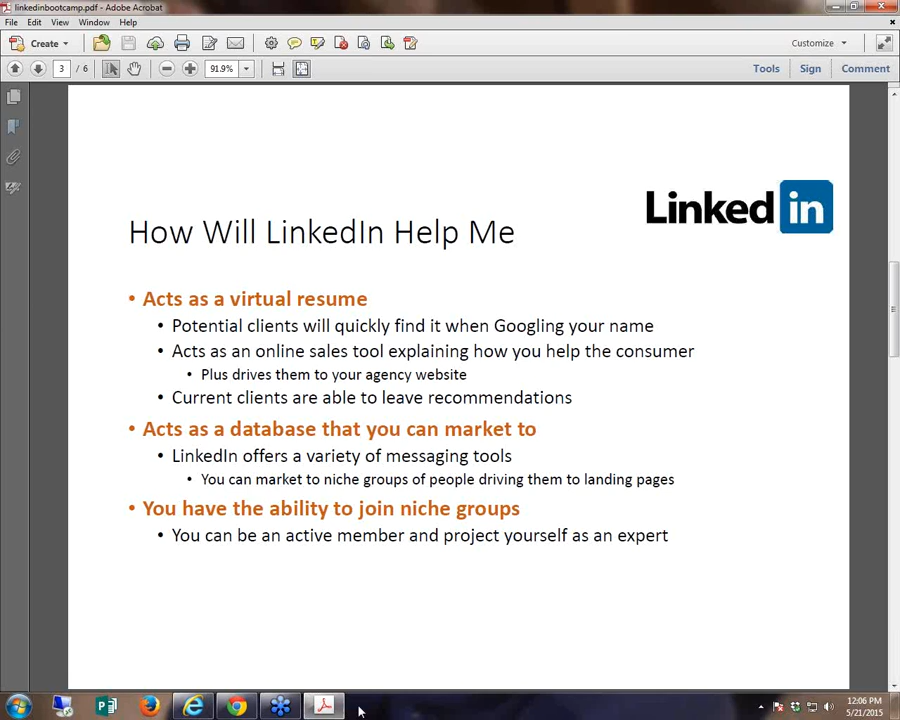 linkedinbootcamp.pdf - Adobe Acrobat
File Edit View Window Help
Create
Customize
3 / 6
91.9%
Tools Sign Comment
Linked in
How Will LinkedIn Help Me
• Acts as a virtual resume
• Potential clients will quickly find it when Googling your name
• Acts as an online sales tool explaining how you help the consumer
• Plus drives them to your agency website
• Current clients are able to leave recommendations
• Acts as a database that you can market to
• LinkedIn offers a variety of messaging tools
• You can market to niche groups of people driving them to landing pages
• You have the ability to join niche groups
• You can be an active member and project yourself as an expert
12:06 PM
5/21/2015